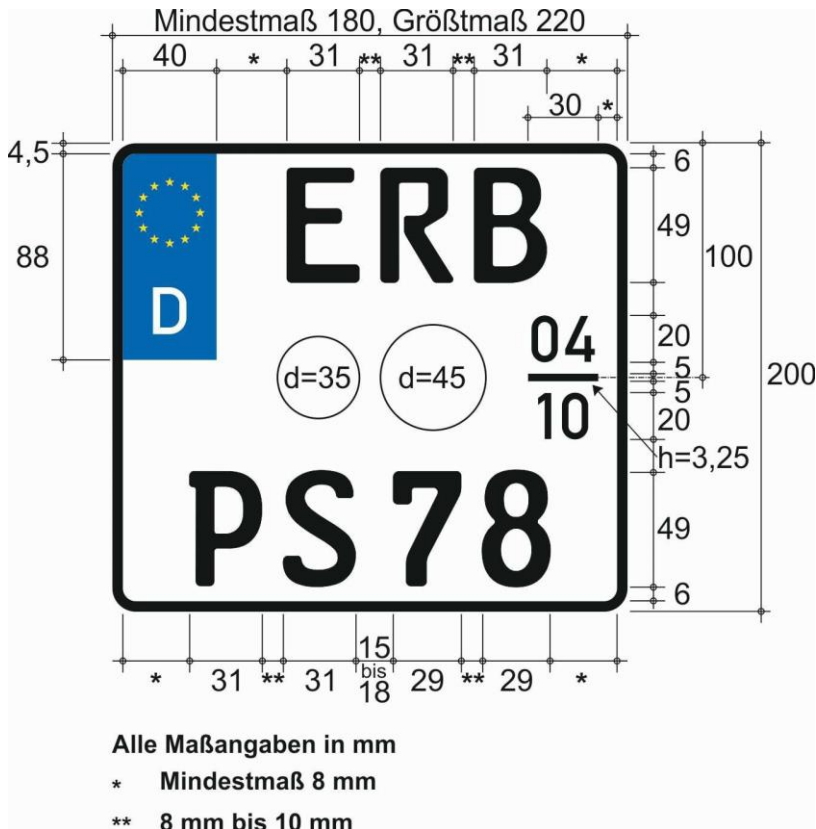 Mindestmaß 180, Größtmaß 220
40 * 31 ** 31 ** 31 *
30 *
4,5
88
D
ERB
6
49
100
20
5
5
20
200
04
10
d=35 d=45
h=3,25
PS 78
49
6
* 31 ** 31 15 bis 18 29 ** 29 *
Alle Maßangaben in mm
* Mindestmaß 8 mm
** 8 mm bis 10 mm